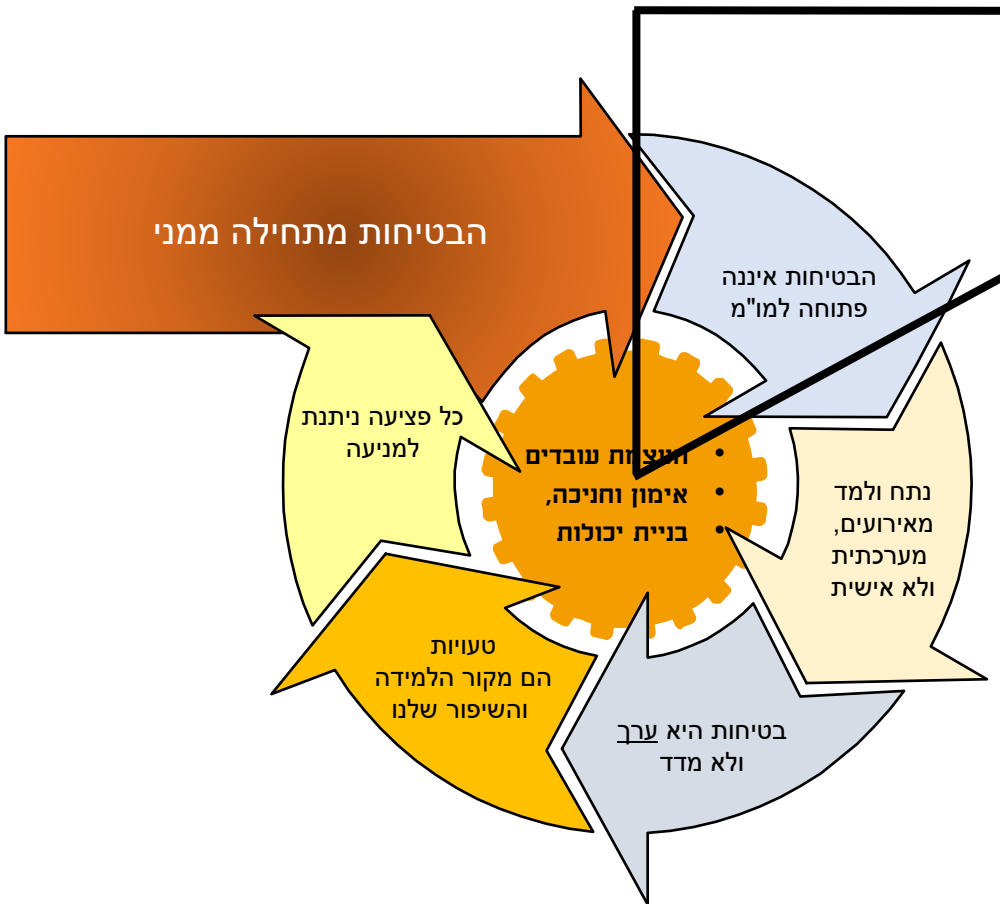 הבטיחות מתחילה ממני
הבטיחות איננה
פתוחה למו"מ
נתח ולמד
מאירועים,
מערכתית
ולא אישית
בטיחות היא ערך
ולא מדד
טעויות
הם מקור הלמידה
והשיפור שלנו
כל פציעה ניתנת
למניעה
• העצמת עובדים
• אימון וחניכה,
• בניית יכולות